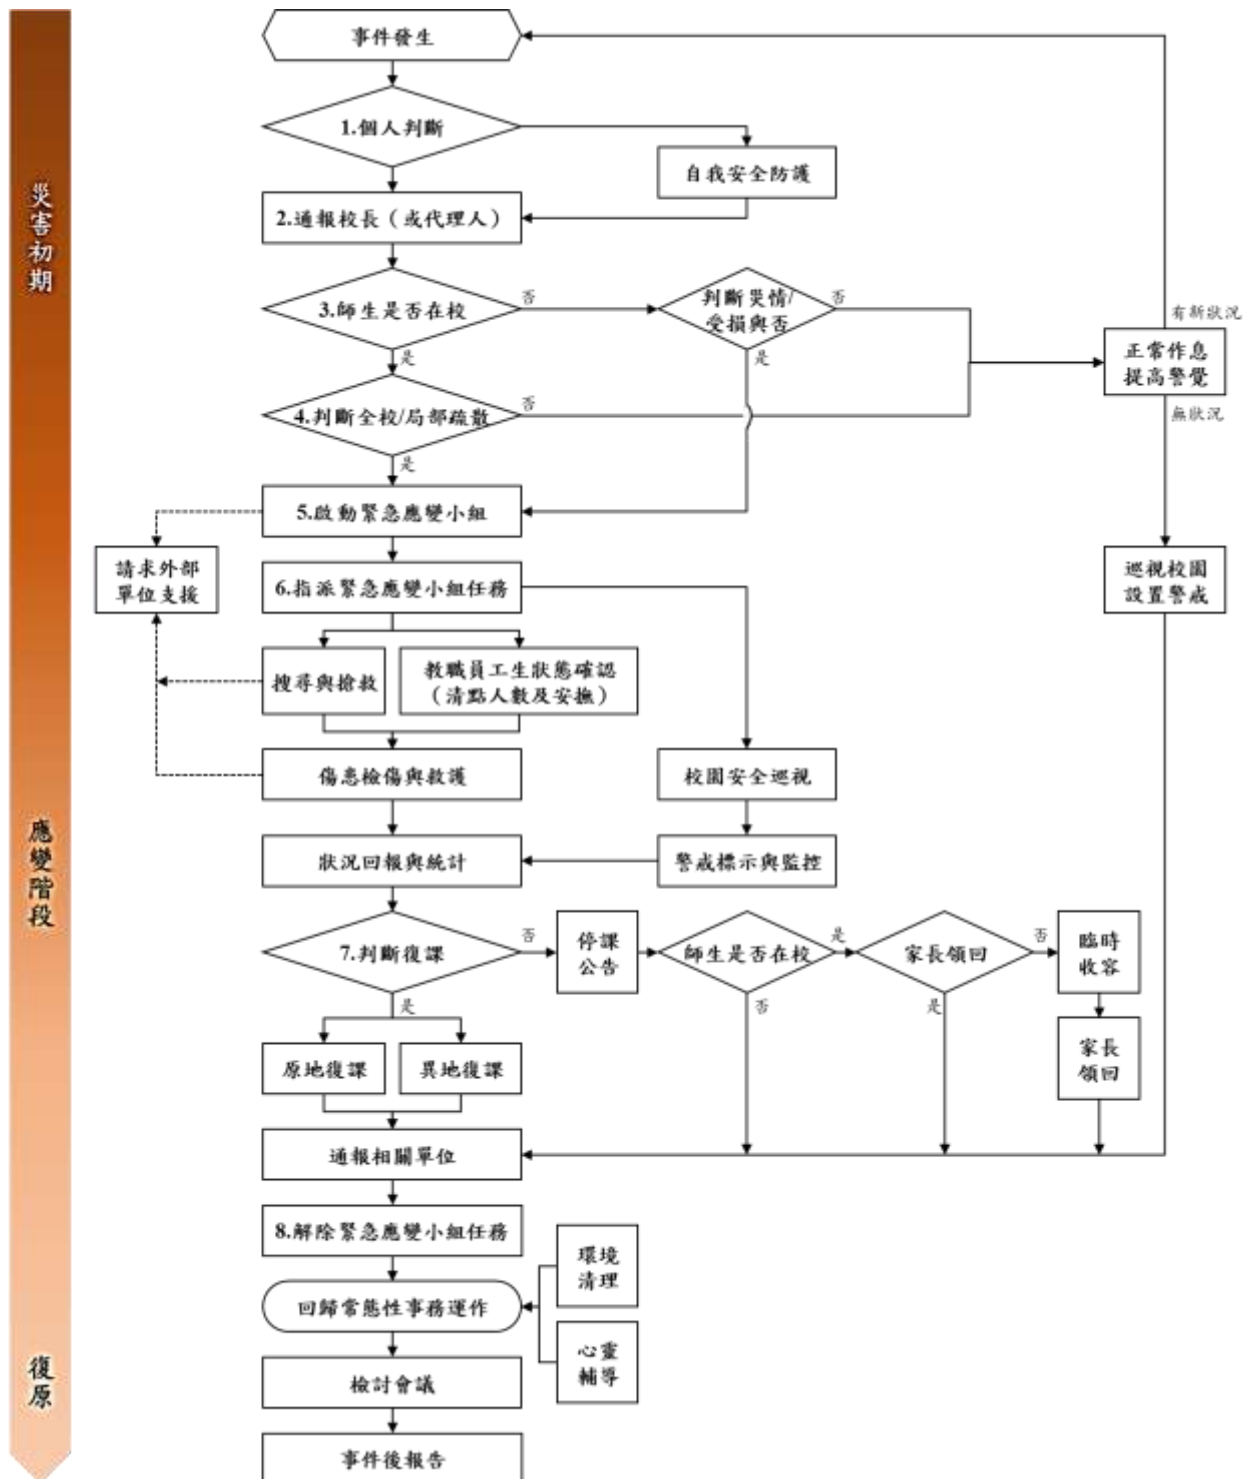 災害初期
應變階段
復原
事件發生
1.個人判斷
自我安全防護
2.通報校長（或代理人）
3.師生是否在校
否
是
判斷災情/
受損與否
否
是
有新狀況
正常作息
提高警覺
無狀況
4.判斷全校/局部疏散
否
是
5.啟動緊急應變小組
請求外部
單位支援
6.指派緊急應變小組任務
巡視校園
設置警戒
搜尋與搶救
教職員工生狀態確認
（清點人數及安撫）
傷患檢傷與救護
校園安全巡視
狀況回報與統計
警戒標示與監控
7.判斷復課
否
是
停課
公告
師生是否在校
是
否
家長領回
否
是
臨時
收容
家長
領回
原地復課
異地復課
通報相關單位
8.解除緊急應變小組任務
環境
清理
回歸常態性事務運作
心靈
輔導
檢討會議
事件後報告